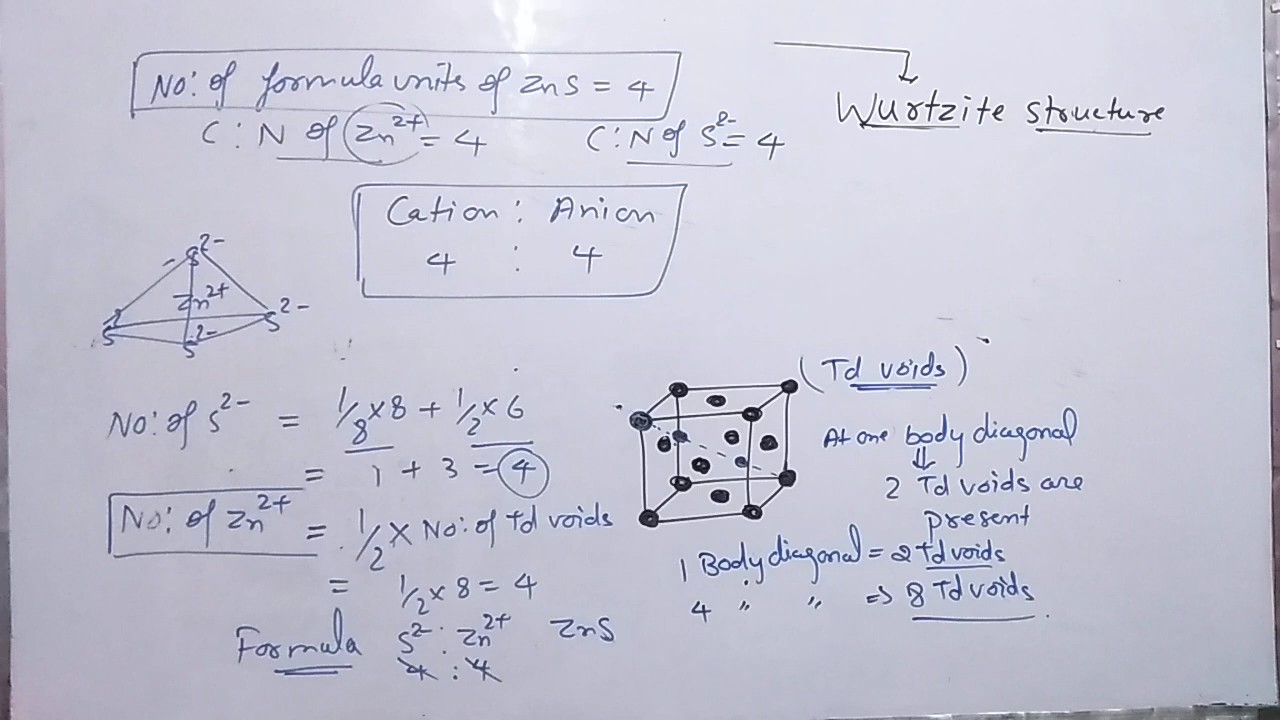 No: of formula units of ZnS = 4
Wurtzite structure
C : N of Zn²⁺ = 4
C : N of S²⁻ = 4
Cation : Anion
4 : 4
S²⁻
Zn²⁺
S
S²⁻
S²⁻
No: of S²⁻ = 1/8 × 8 + 1/2 × 6
= 1 + 3 = 4
No: of Zn²⁺ = 1/2 × No: of td voids
= 1/2 × 8 = 4
Formula S²⁻ : Zn²⁺ ZnS
4 : 4
(Td voids)
At one body diagonal
⇓
2 Td voids are
present
1 Body diagonal = 2 td voids
4 〃 〃 => 8 Td voids